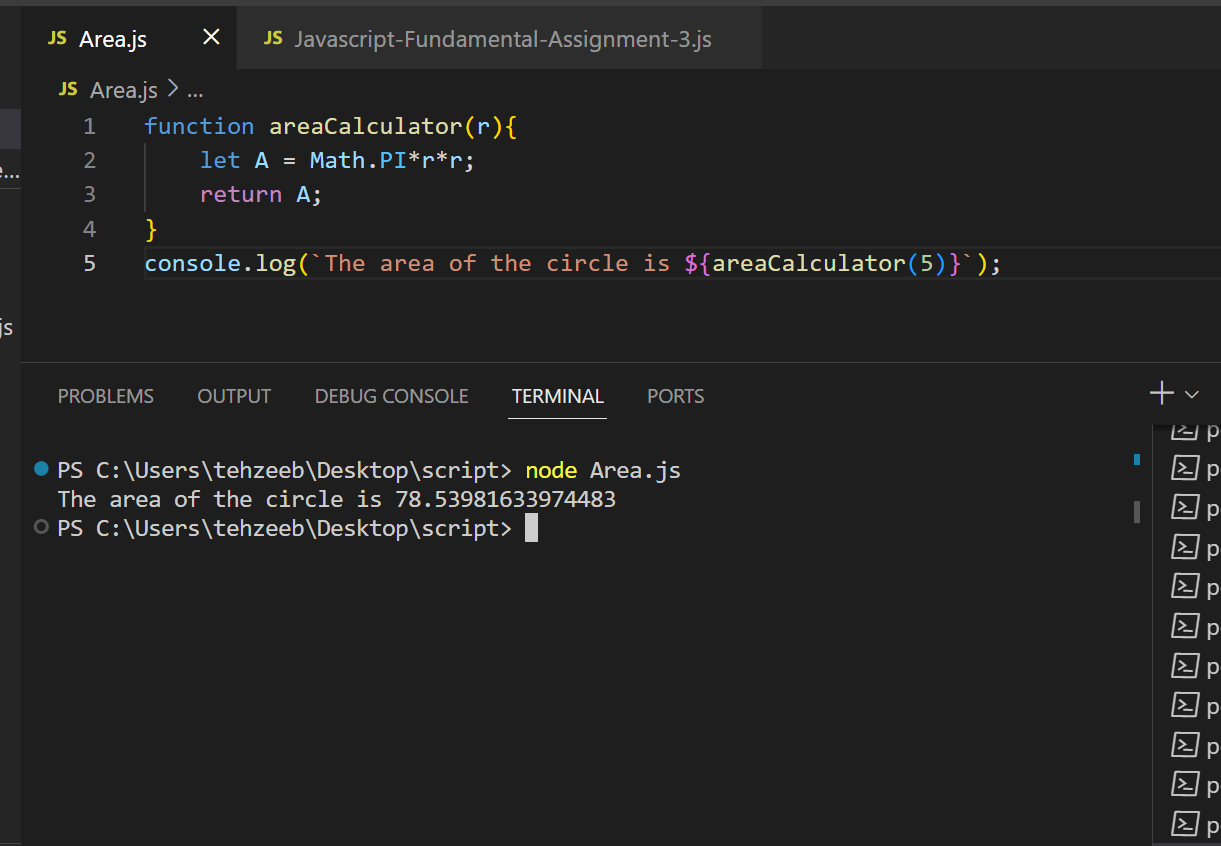 JS Area.js × JS Javascript-Fundamental-Assignment-3.js
JS Area.js > ...
1 function areaCalculator(r){
2     let A = Math.PI*r*r;
3     return A;
4 }
5 console.log(`The area of the circle is ${areaCalculator(5)}`);
js
PROBLEMS OUTPUT DEBUG CONSOLE TERMINAL PORTS
PS C:\Users\tehzeeb\Desktop\script> node Area.js
The area of the circle is 78.53981633974483
PS C:\Users\tehzeeb\Desktop\script>